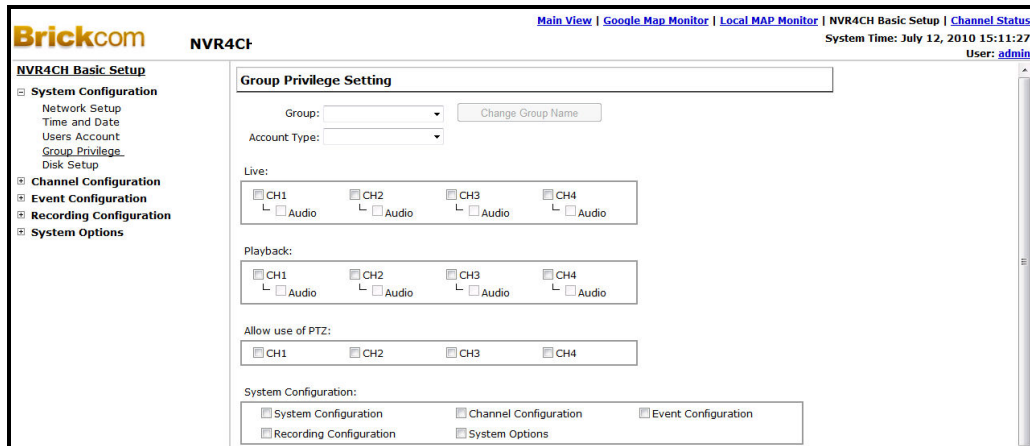 Brickcom
NVR4CH
Main View | Google Map Monitor | Local MAP Monitor | NVR4CH Basic Setup | Channel Status
System Time: July 12, 2010 15:11:27
User: admin
NVR4CH Basic Setup
System Configuration
Network Setup
Time and Date
Users Account
Group Privilege
Disk Setup
Channel Configuration
Event Configuration
Recording Configuration
System Options
Group Privilege Setting
Group:
Change Group Name
Account Type:
Live:
CH1 CH2 CH3 CH4
Audio Audio Audio Audio
Playback:
CH1 CH2 CH3 CH4
Audio Audio Audio Audio
Allow use of PTZ:
CH1 CH2 CH3 CH4
System Configuration:
System Configuration Channel Configuration Event Configuration
Recording Configuration System Options